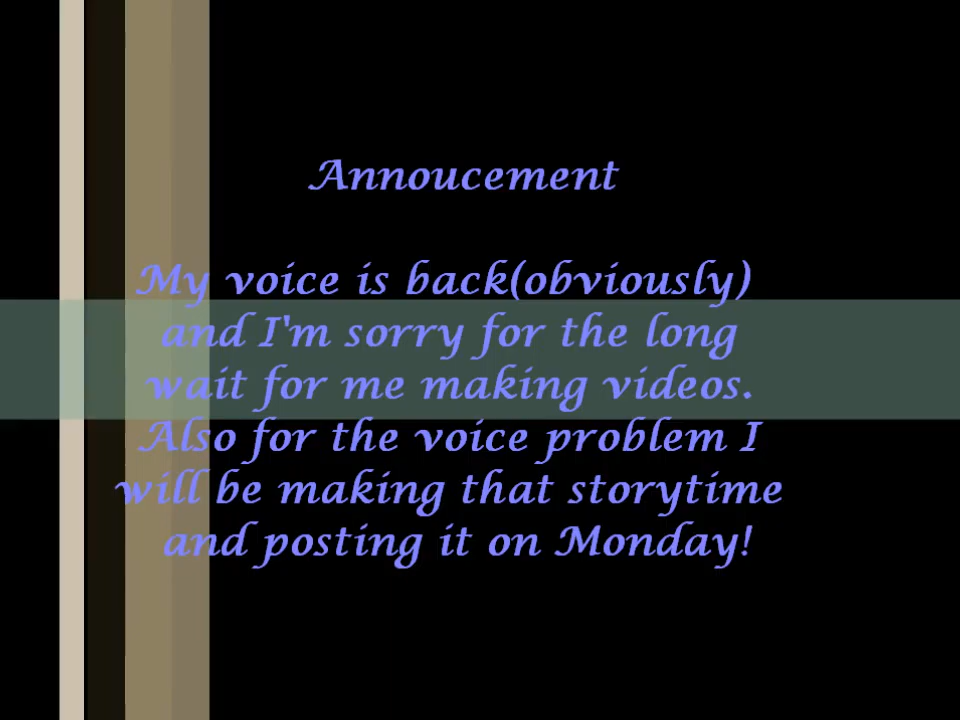 Annoucement
My voice is back(obviously)
and I'm sorry for the long
wait for me making videos.
Also for the voice problem I
will be making that storytime
and posting it on Monday!